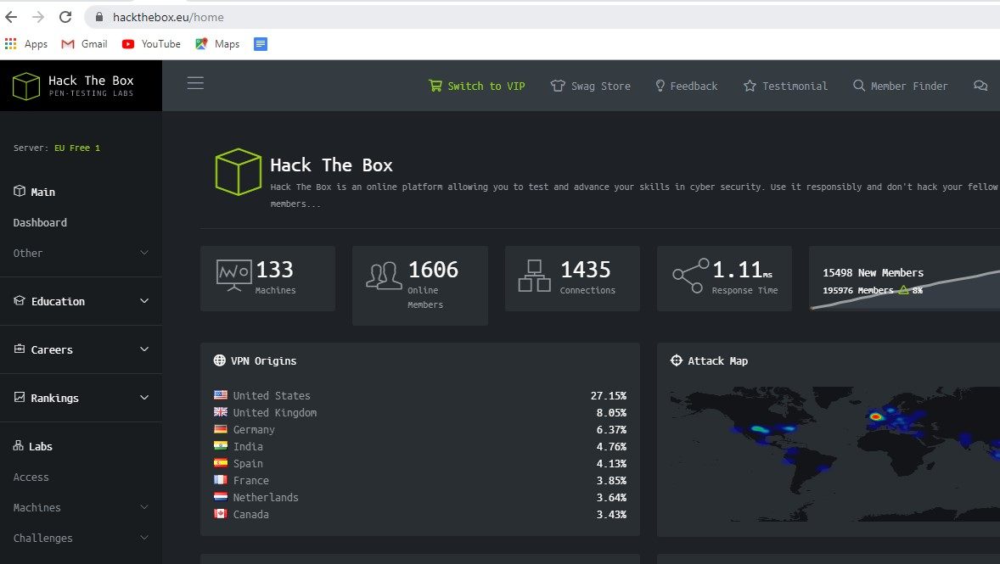 hackthebox.eu/home
Apps Gmail YouTube Maps
Hack The Box
PEN-TESTING LABS
Switch to VIP Swag Store Feedback Testimonial Member Finder
Server: EU Free 1
Main
Dashboard
Other
Education
Careers
Rankings
Labs
Access
Machines
Challenges
Hack The Box
Hack The Box is an online platform allowing you to test and advance your skills in cyber security. Use it responsibly and don't hack your fellow
members...
133
Machines
1606
Online
Members
1435
Connections
1.11ms
Response Time
15498 New Members
195976 Members 8%
VPN Origins
United States 27.15%
United Kingdom 8.05%
Germany 6.37%
India 4.76%
Spain 4.13%
France 3.85%
Netherlands 3.64%
Canada 3.43%
Attack Map